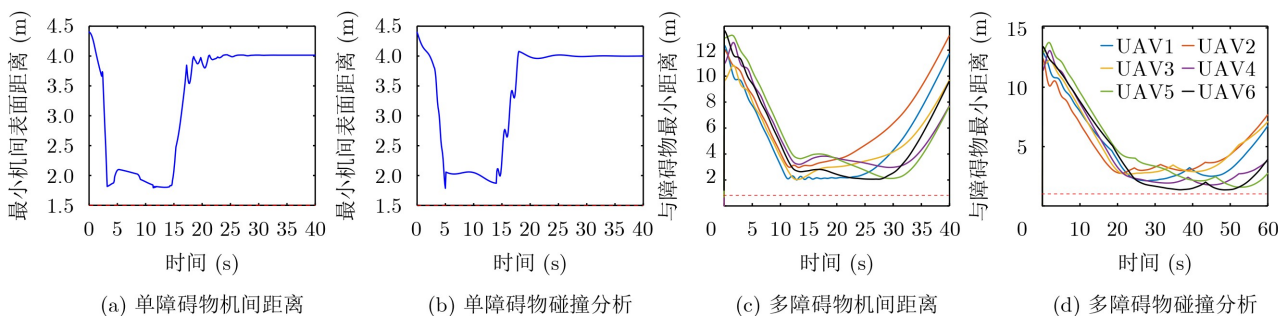 最小机间表面距离 (m)
4.5
4.0
3.5
3.0
2.5
2.0
1.5
0 5 10 15 20 25 30 35 40
时间 (s)
(a) 单障碍物机间距离
最小机间表面距离 (m)
4.5
4.0
3.5
3.0
2.5
2.0
1.5
0 5 10 15 20 25 30 35 40
时间 (s)
(b) 单障碍物碰撞分析
与障碍物最小距离 (m)
12
10
8
6
4
2
0 5 10 15 20 25 30 35 40
时间 (s)
(c) 多障碍物机间距离
与障碍物最小距离 (m)
15
10
5
UAV1 UAV2
UAV3 UAV4
UAV5 UAV6
0 10 20 30 40 50 60
时间 (s)
(d) 多障碍物碰撞分析